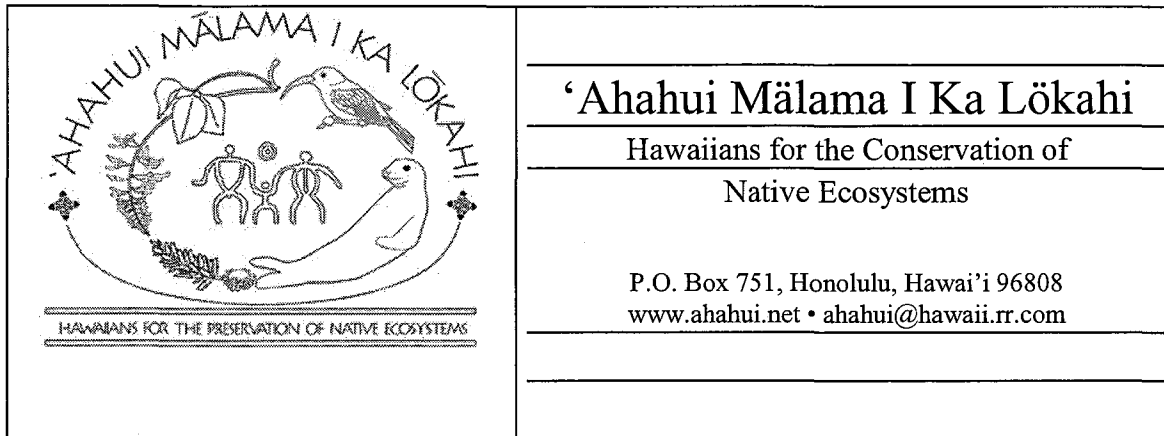 'AHAHUI MĀLAMA I KA LŌKAHI
HAWAIIANS FOR THE PRESERVATION OF NATIVE ECOSYSTEMS
‘Ahahui Mälama I Ka Lökahi
Hawaiians for the Conservation of
Native Ecosystems
P.O. Box 751, Honolulu, Hawai’i 96808
www.ahahui.net • ahahui@hawaii.rr.com